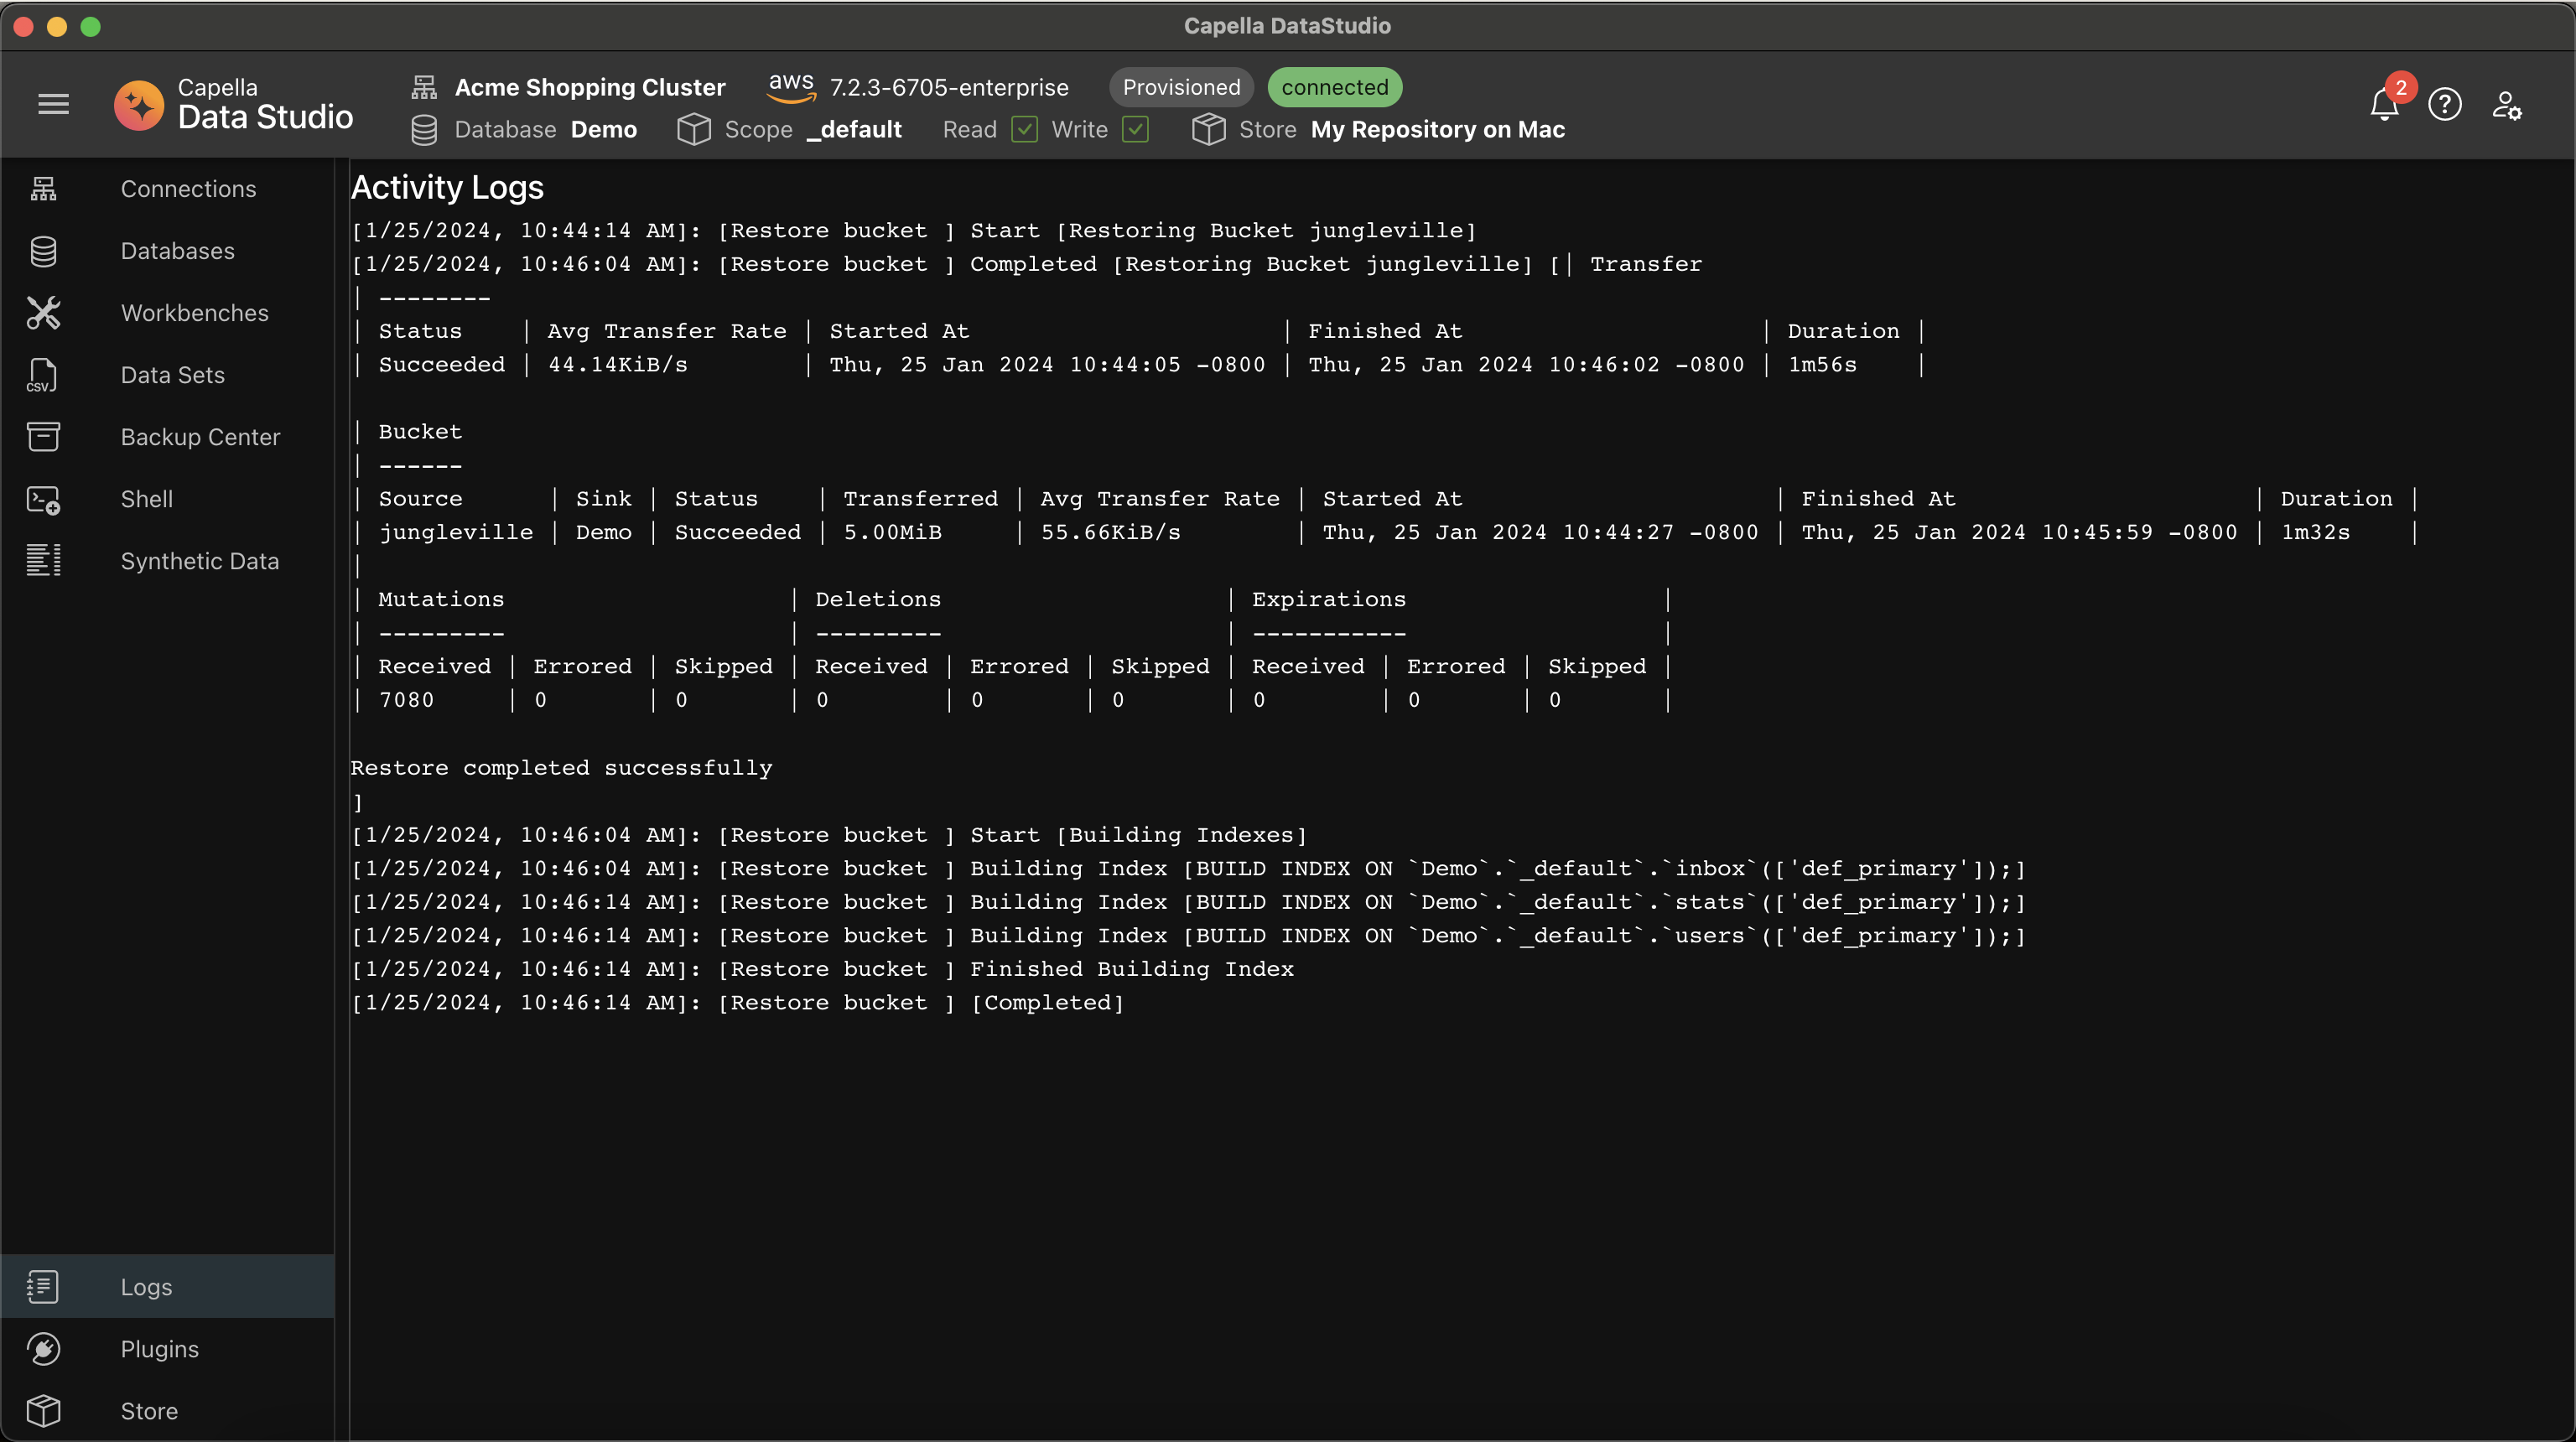 Capella DataStudio
Capella
Data Studio
Acme Shopping Cluster aws 7.2.3-6705-enterprise Provisioned connected
Database Demo Scope _default Read Write Store My Repository on Mac
2
?
Connections
Databases
Workbenches
CSV Data Sets
Backup Center
Shell
Synthetic Data
Logs
Plugins
Store
Activity Logs
[1/25/2024, 10:44:14 AM]: [Restore bucket ] Start [Restoring Bucket jungleville]
[1/25/2024, 10:46:04 AM]: [Restore bucket ] Completed [Restoring Bucket jungleville] [| Transfer
| --------
| Status    | Avg Transfer Rate | Started At                      | Finished At                     | Duration |
| Succeeded | 44.14KiB/s        | Thu, 25 Jan 2024 10:44:05 -0800 | Thu, 25 Jan 2024 10:46:02 -0800 | 1m56s    |
| Bucket
| ------
| Source      | Sink | Status    | Transferred | Avg Transfer Rate | Started At                      | Finished At                     | Duration |
| jungleville | Demo | Succeeded | 5.00MiB     | 55.66KiB/s        | Thu, 25 Jan 2024 10:44:27 -0800 | Thu, 25 Jan 2024 10:45:59 -0800 | 1m32s    |
|
| Mutations                    | Deletions                    | Expirations                  |
| ---------                    | ---------                    | -----------                  |
| Received | Errored | Skipped | Received | Errored | Skipped | Received | Errored | Skipped |
| 7080     | 0       | 0       | 0        | 0       | 0       | 0        | 0       | 0       |
Restore completed successfully
]
[1/25/2024, 10:46:04 AM]: [Restore bucket ] Start [Building Indexes]
[1/25/2024, 10:46:04 AM]: [Restore bucket ] Building Index [BUILD INDEX ON `Demo`.`_default`.`inbox`(['def_primary']);]
[1/25/2024, 10:46:14 AM]: [Restore bucket ] Building Index [BUILD INDEX ON `Demo`.`_default`.`stats`(['def_primary']);]
[1/25/2024, 10:46:14 AM]: [Restore bucket ] Building Index [BUILD INDEX ON `Demo`.`_default`.`users`(['def_primary']);]
[1/25/2024, 10:46:14 AM]: [Restore bucket ] Finished Building Index
[1/25/2024, 10:46:14 AM]: [Restore bucket ] [Completed]